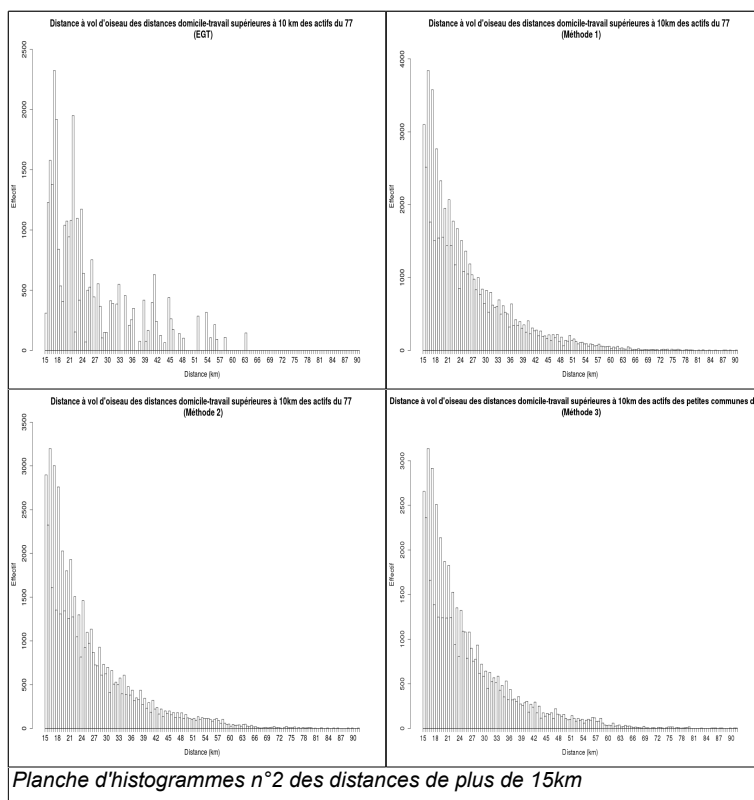 Distance à vol d'oiseau des distances domicile-travail supérieures à 10 km des actifs du 77
(EGT)
Effectif
0 500 1000 1500 2000 2500
15 18 21 24 27 30 33 36 39 42 45 48 51 54 57 60 63 66 69 72 75 78 81 84 87 90
Distance (km)
Distance à vol d'oiseau des distances domicile-travail supérieures à 10km des actifs du 77
(Méthode 1)
Effectif
0 1000 2000 3000 4000
15 18 21 24 27 30 33 36 39 42 45 48 51 54 57 60 63 66 69 72 75 78 81 84 87 91
Distance (km)
Distance à vol d'oiseau des distances domicile-travail supérieures à 10km des actifs du 77
(Méthode 2)
Effectif
0 500 1000 1500 2000 2500 3000 3500
15 18 21 24 27 30 33 36 39 42 45 48 51 54 57 60 63 66 69 72 75 78 81 84 87 91
Distance (km)
Distance à vol d'oiseau des distances domicile-travail supérieures à 10km des actifs des petites communes d
(Méthode 3)
Effectif
0 500 1000 1500 2000 2500 3000
15 18 21 24 27 30 33 36 39 42 45 48 51 54 57 60 63 66 69 72 75 78 81 84 87 91
Distance (km)
Planche d'histogrammes n°2 des distances de plus de 15km